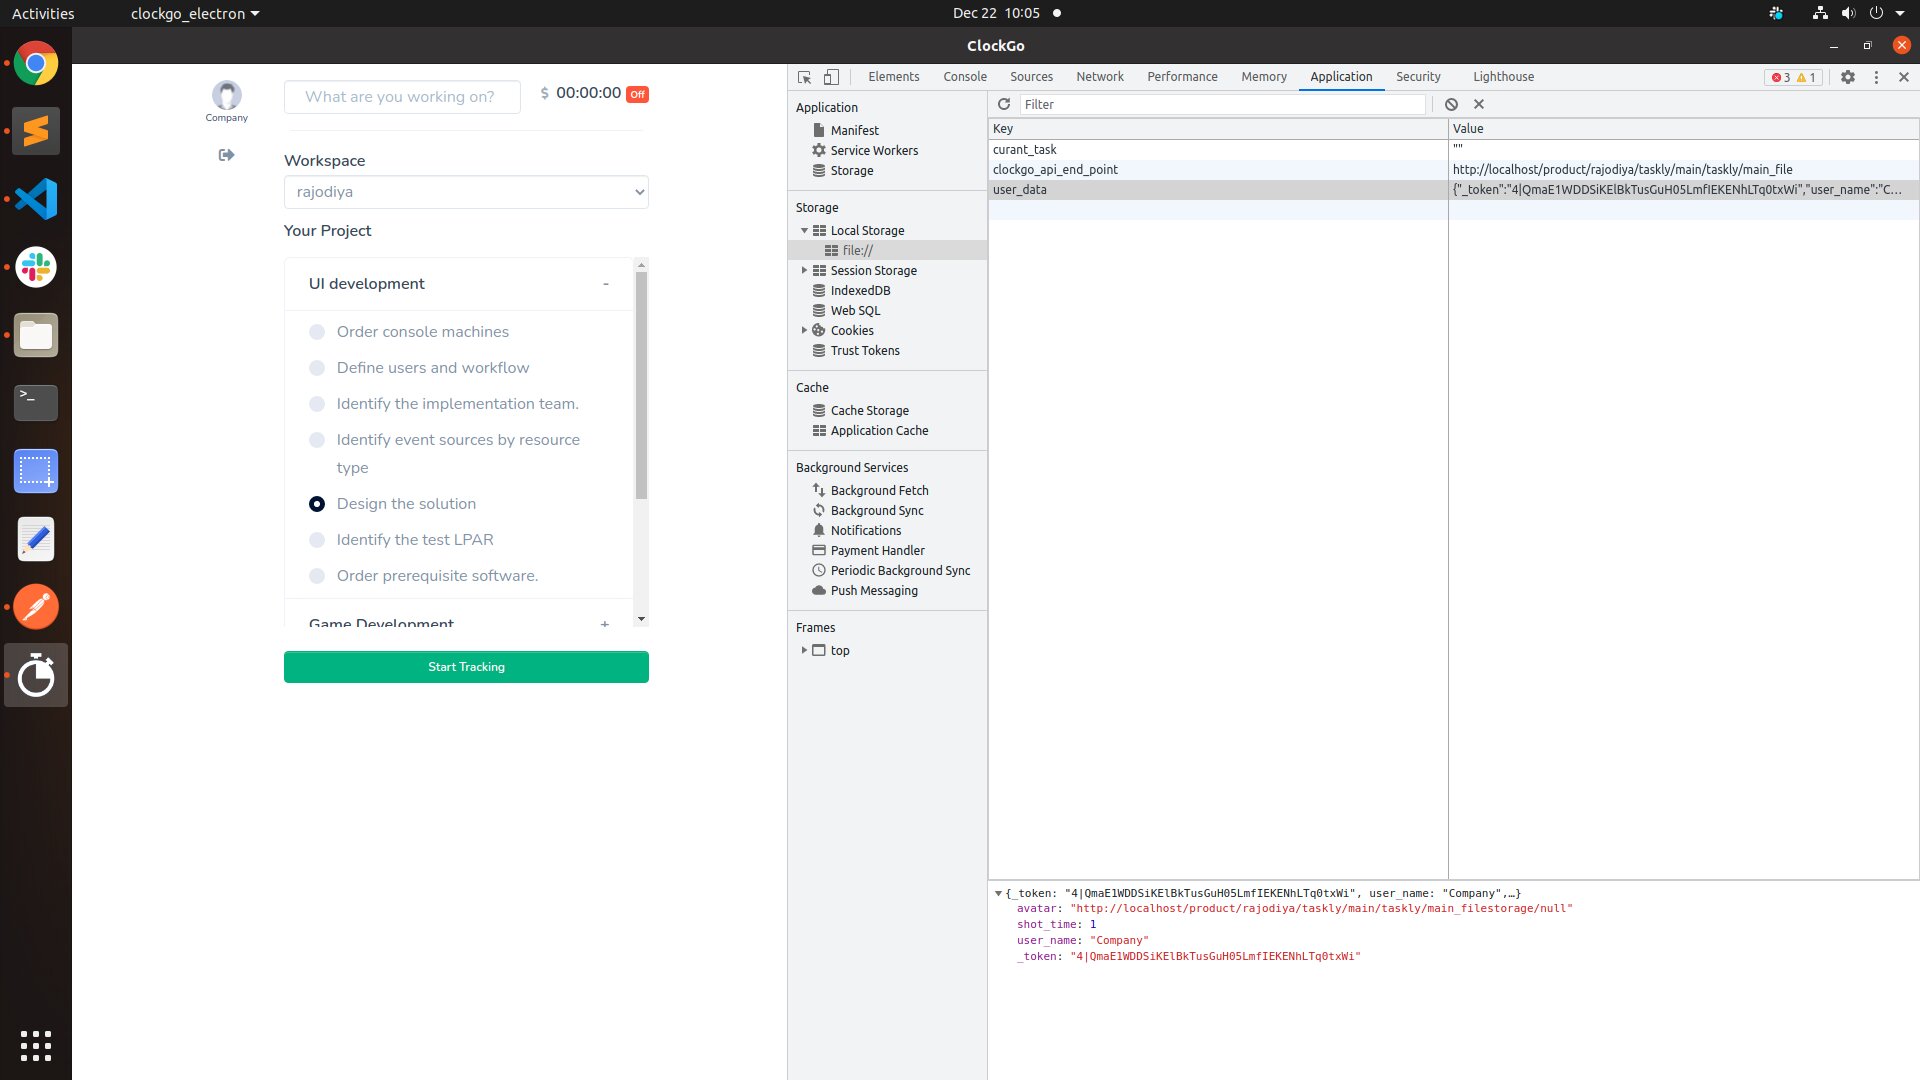 Activities
clockgo_electron
Dec 22 10:05
ClockGo
Company
What are you working on?
$ 00:00:00 Off
Workspace
rajodiya
Your Project
UI development -
Order console machines
Define users and workflow
Identify the implementation team.
Identify event sources by resource
type
Design the solution
Identify the test LPAR
Order prerequisite software.
Game Development +
Start Tracking
Elements Console Sources Network Performance Memory Application Security Lighthouse 3 1
Application
Manifest
Service Workers
Storage
Storage
Local Storage
file://
Session Storage
IndexedDB
Web SQL
Cookies
Trust Tokens
Cache
Cache Storage
Application Cache
Background Services
Background Fetch
Background Sync
Notifications
Payment Handler
Periodic Background Sync
Push Messaging
Frames
top
Filter
Key Value
curant_task ""
clockgo_api_end_point http://localhost/product/rajodiya/taskly/main/taskly/main_file
user_data {"_token":"4|QmaE1WDDSiKElBkTusGuH05LmfIEKENhLTq0txWi","user_name":"C...
{_token: "4|QmaE1WDDSiKElBkTusGuH05LmfIEKENhLTq0txWi", user_name: "Company",…}
avatar: "http://localhost/product/rajodiya/taskly/main/taskly/main_filestorage/null"
shot_time: 1
user_name: "Company"
_token: "4|QmaE1WDDSiKElBkTusGuH05LmfIEKENhLTq0txWi"